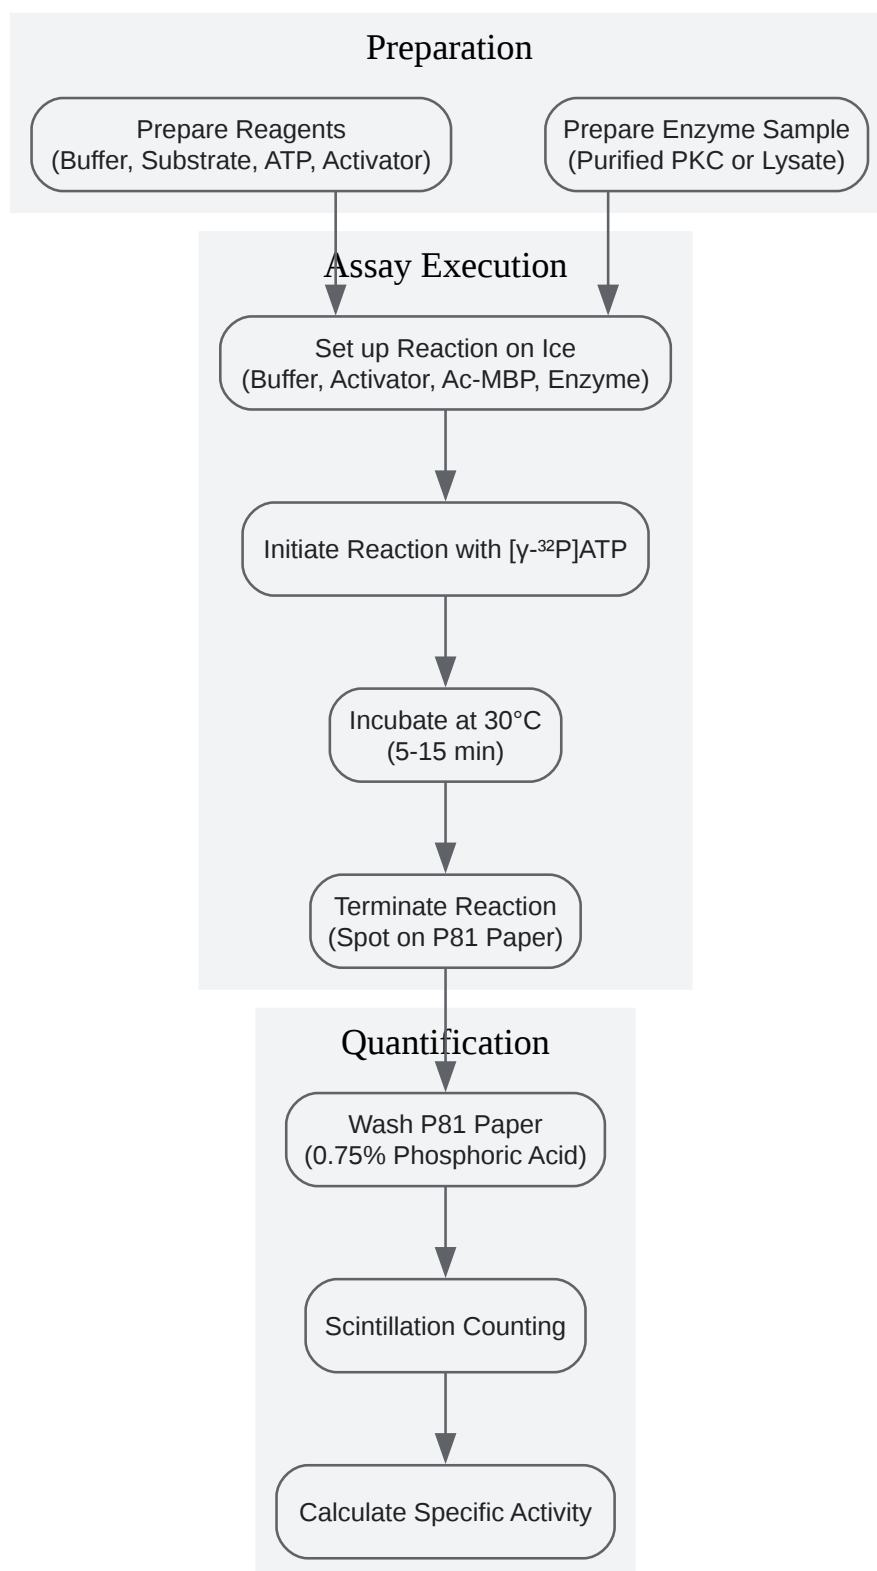 Preparation
Prepare Reagents
(Buffer, Substrate, ATP, Activator)
Prepare Enzyme Sample
(Purified PKC or Lysate)
Assay Execution
Set up Reaction on Ice
(Buffer, Activator, Ac-MBP, Enzyme)
Initiate Reaction with [γ-³²P]ATP
Incubate at 30°C
(5-15 min)
Terminate Reaction
(Spot on P81 Paper)
Quantification
Wash P81 Paper
(0.75% Phosphoric Acid)
Scintillation Counting
Calculate Specific Activity